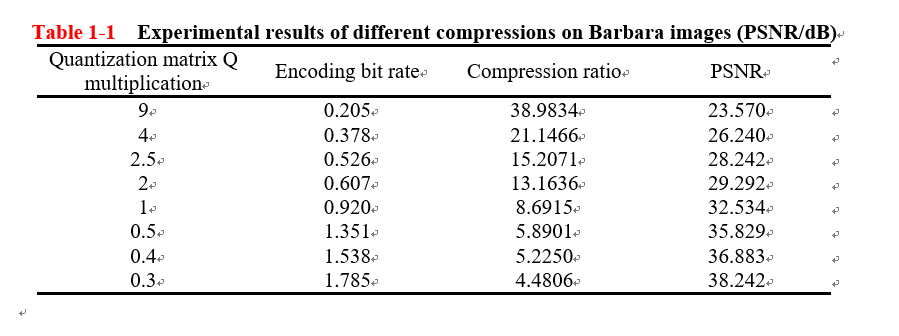 Table 1-1 Experimental results of different compressions on Barbara images (PSNR/dB)
Quantization matrix Q multiplication Encoding bit rate Compression ratio PSNR
9 0.205 38.9834 23.570
4 0.378 21.1466 26.240
2.5 0.526 15.2071 28.242
2 0.607 13.1636 29.292
1 0.920 8.6915 32.534
0.5 1.351 5.8901 35.829
0.4 1.538 5.2250 36.883
0.3 1.785 4.4806 38.242